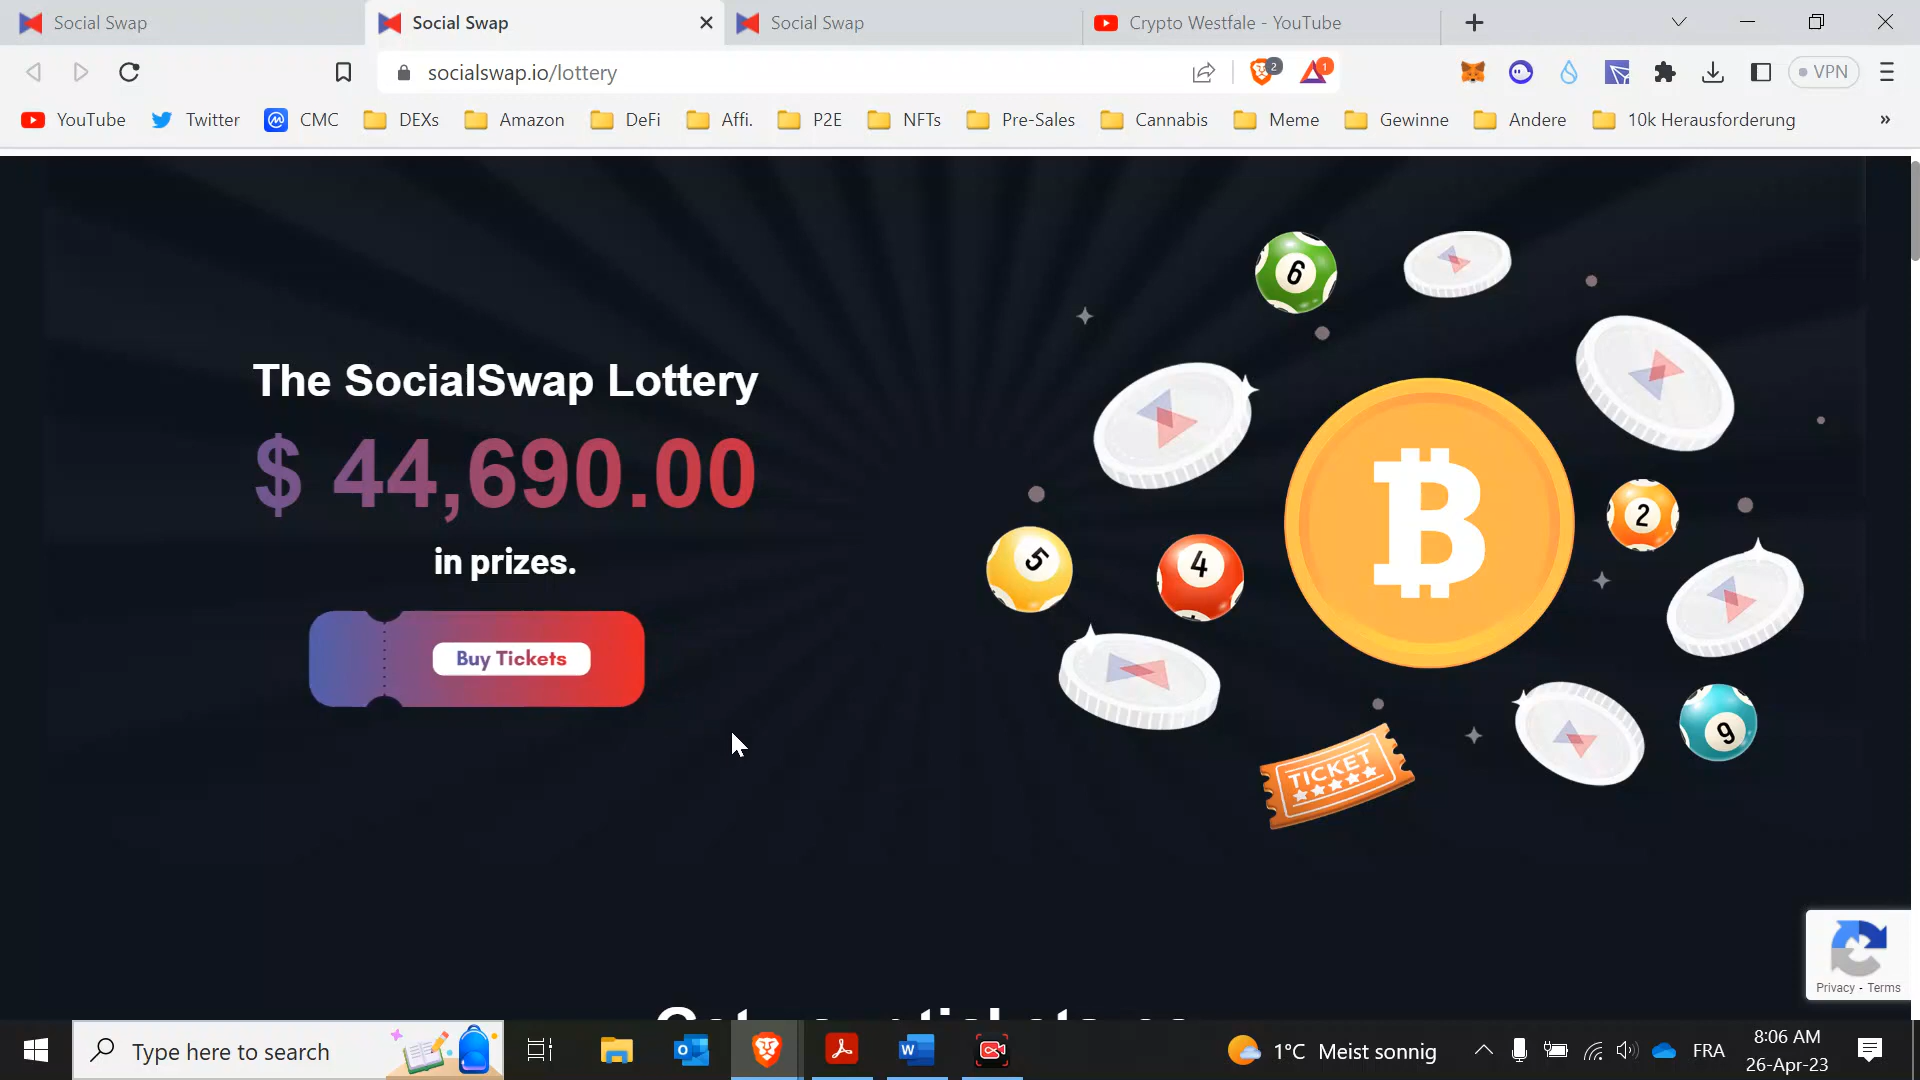 Social Swap
Social Swap
Social Swap
Crypto Westfale - YouTube
socialswap.io/lottery
2
1
VPN
YouTube
Twitter
CMC
DEXs
Amazon
DeFi
Affi.
P2E
NFTs
Pre-Sales
Cannabis
Meme
Gewinne
Andere
10k Herausforderung
»
6
The SocialSwap Lottery
$ 44,690.00
in prizes.
Buy Tickets
2
5
4
9
TICKET
Privacy - Terms
Type here to search
1°C Meist sonnig
FRA
8:06 AM
26-Apr-23